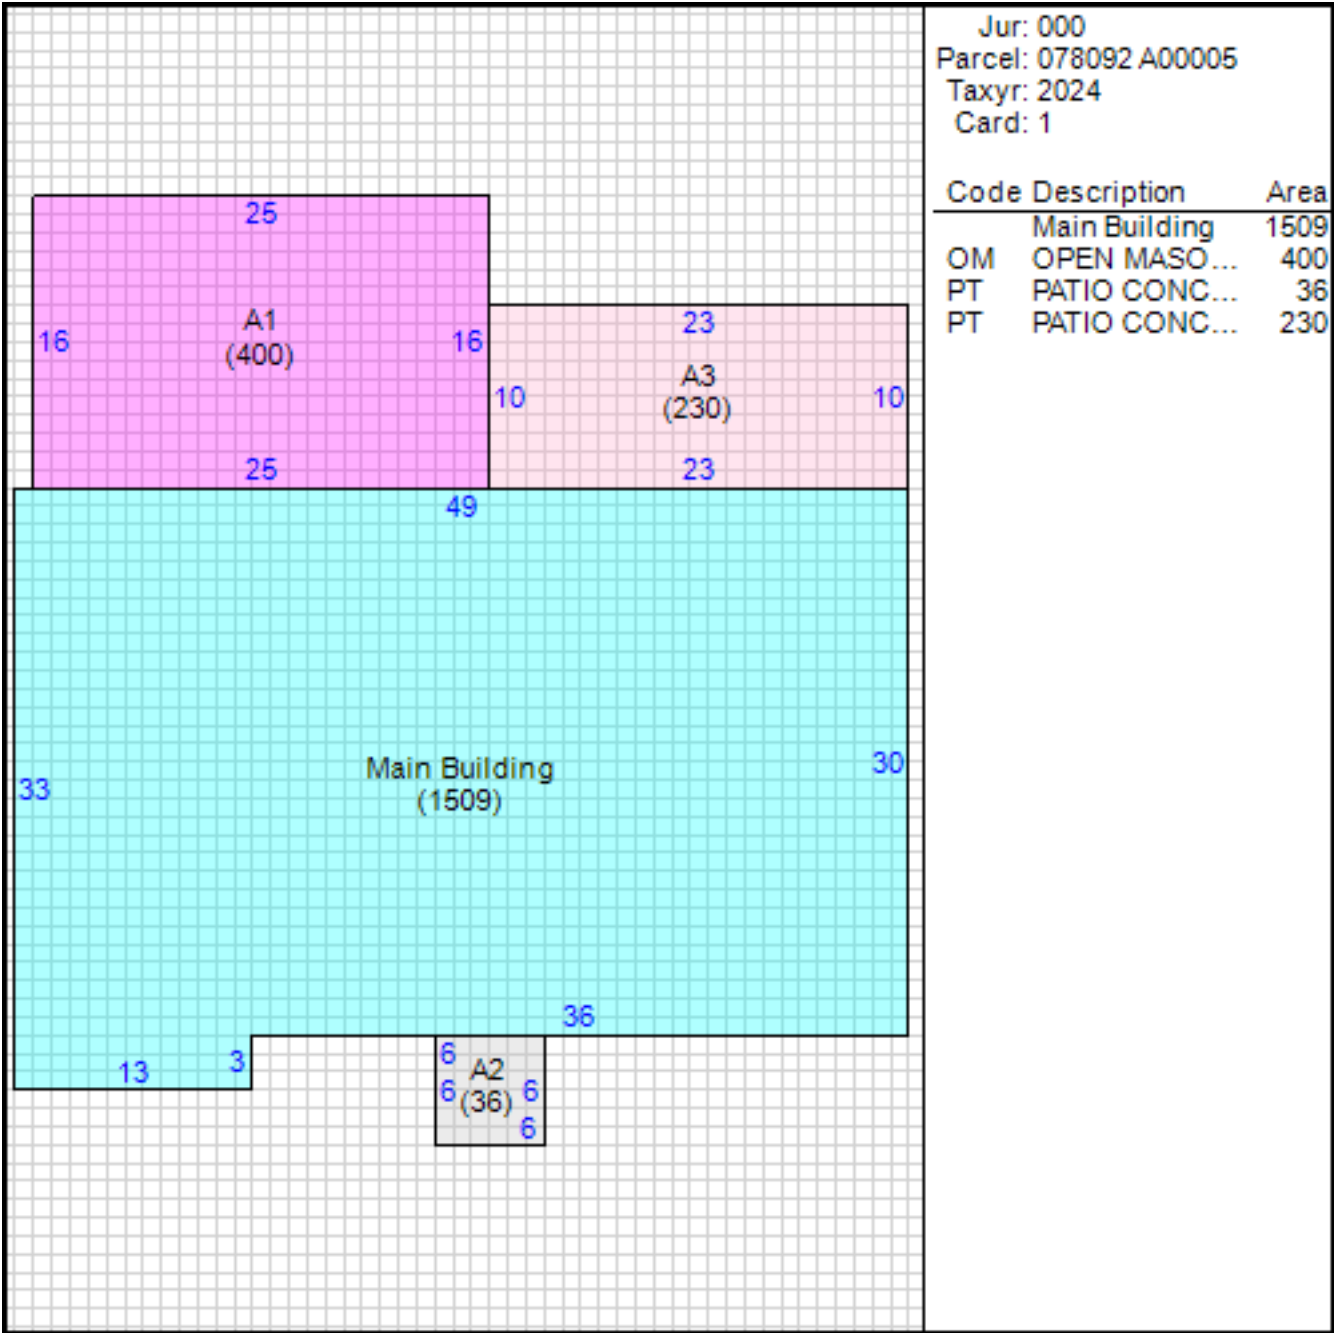 Jur: 000
Parcel: 078092 A00005
Taxyr: 2024
Card: 1
Code Description Area
Main Building 1509
OM OPEN MASO... 400
PT PATIO CONC... 36
PT PATIO CONC... 230
25
A1
(400)
16
16
25
23
A3
(230)
10
10
23
49
Main Building
(1509)
33
30
36
13
3
6
A2
6
(36)
6
6